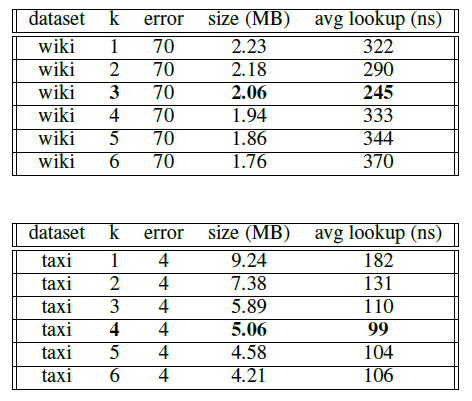 dataset k error size (MB) avg lookup (ns)
wiki 1 70 2.23 322
wiki 2 70 2.18 290
wiki 3 70 2.06 245
wiki 4 70 1.94 333
wiki 5 70 1.86 344
wiki 6 70 1.76 370
dataset k error size (MB) avg lookup (ns)
taxi 1 4 9.24 182
taxi 2 4 7.38 131
taxi 3 4 5.89 110
taxi 4 4 5.06 99
taxi 5 4 4.58 104
taxi 6 4 4.21 106